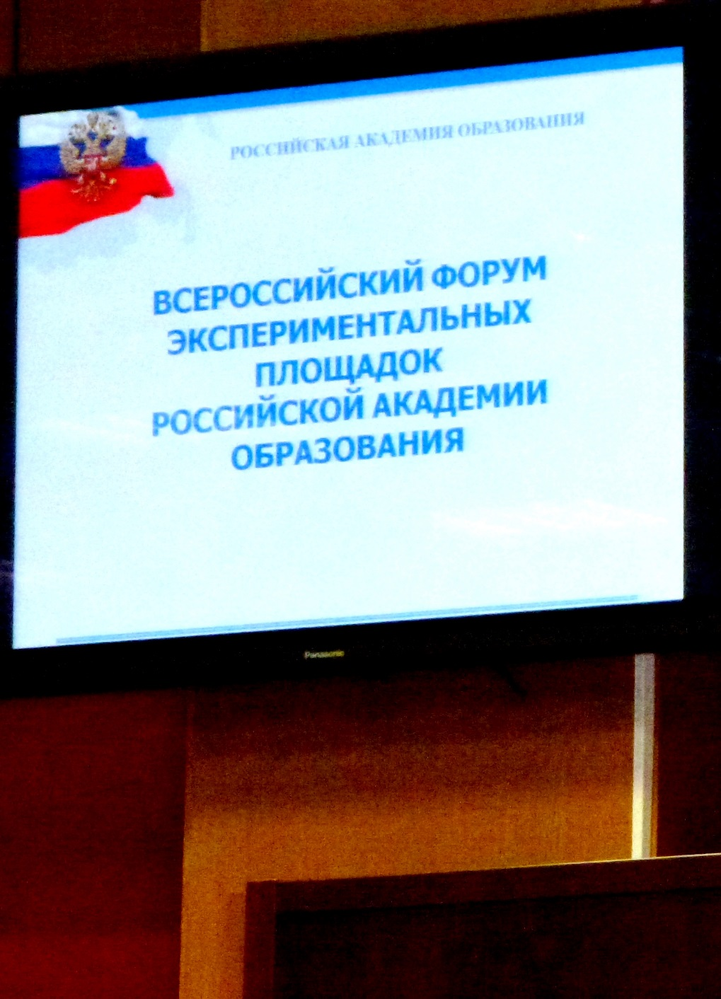 РОССИЙСКАЯ АКАДЕМИЯ ОБРАЗОВАНИЯ
ВСЕРОССИЙСКИЙ ФОРУМ
ЭКСПЕРИМЕНТАЛЬНЫХ
ПЛОЩАДОК
РОССИЙСКОЙ АКАДЕМИИ
ОБРАЗОВАНИЯ
Panasonic